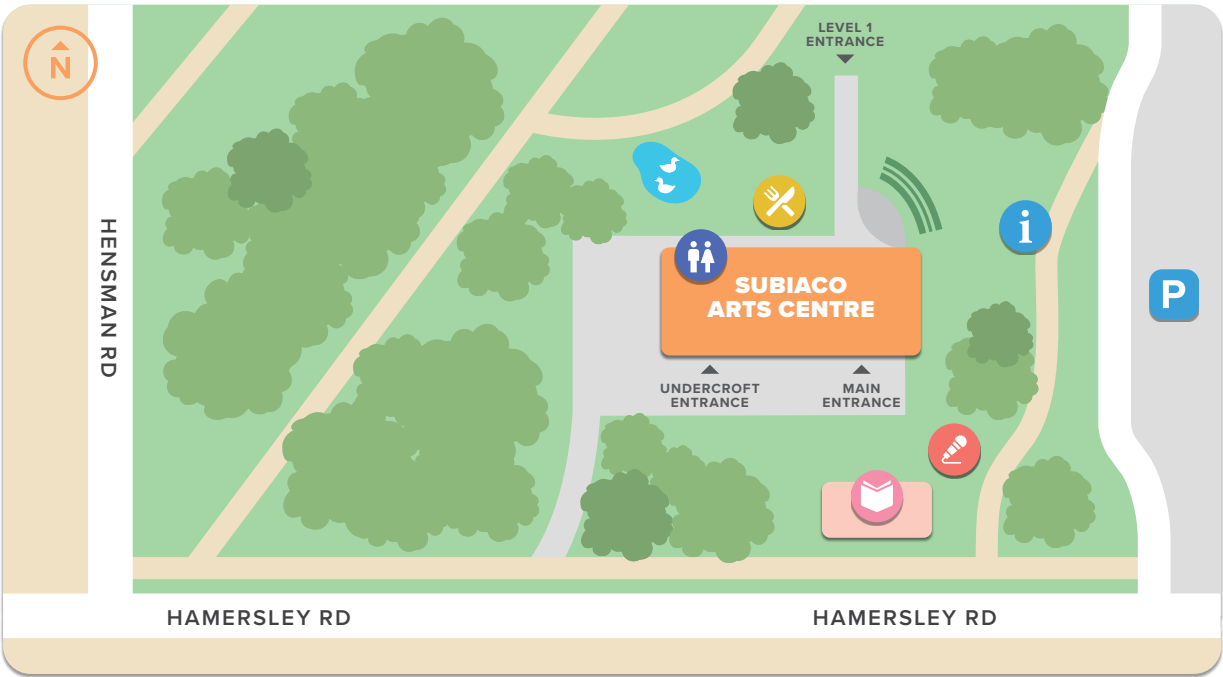 N
LEVEL 1
ENTRANCE
HENSMAN RD
i
P
SUBIACO
ARTS CENTRE
UNDERCROFT
ENTRANCE
MAIN
ENTRANCE
HAMERSLEY RD
HAMERSLEY RD